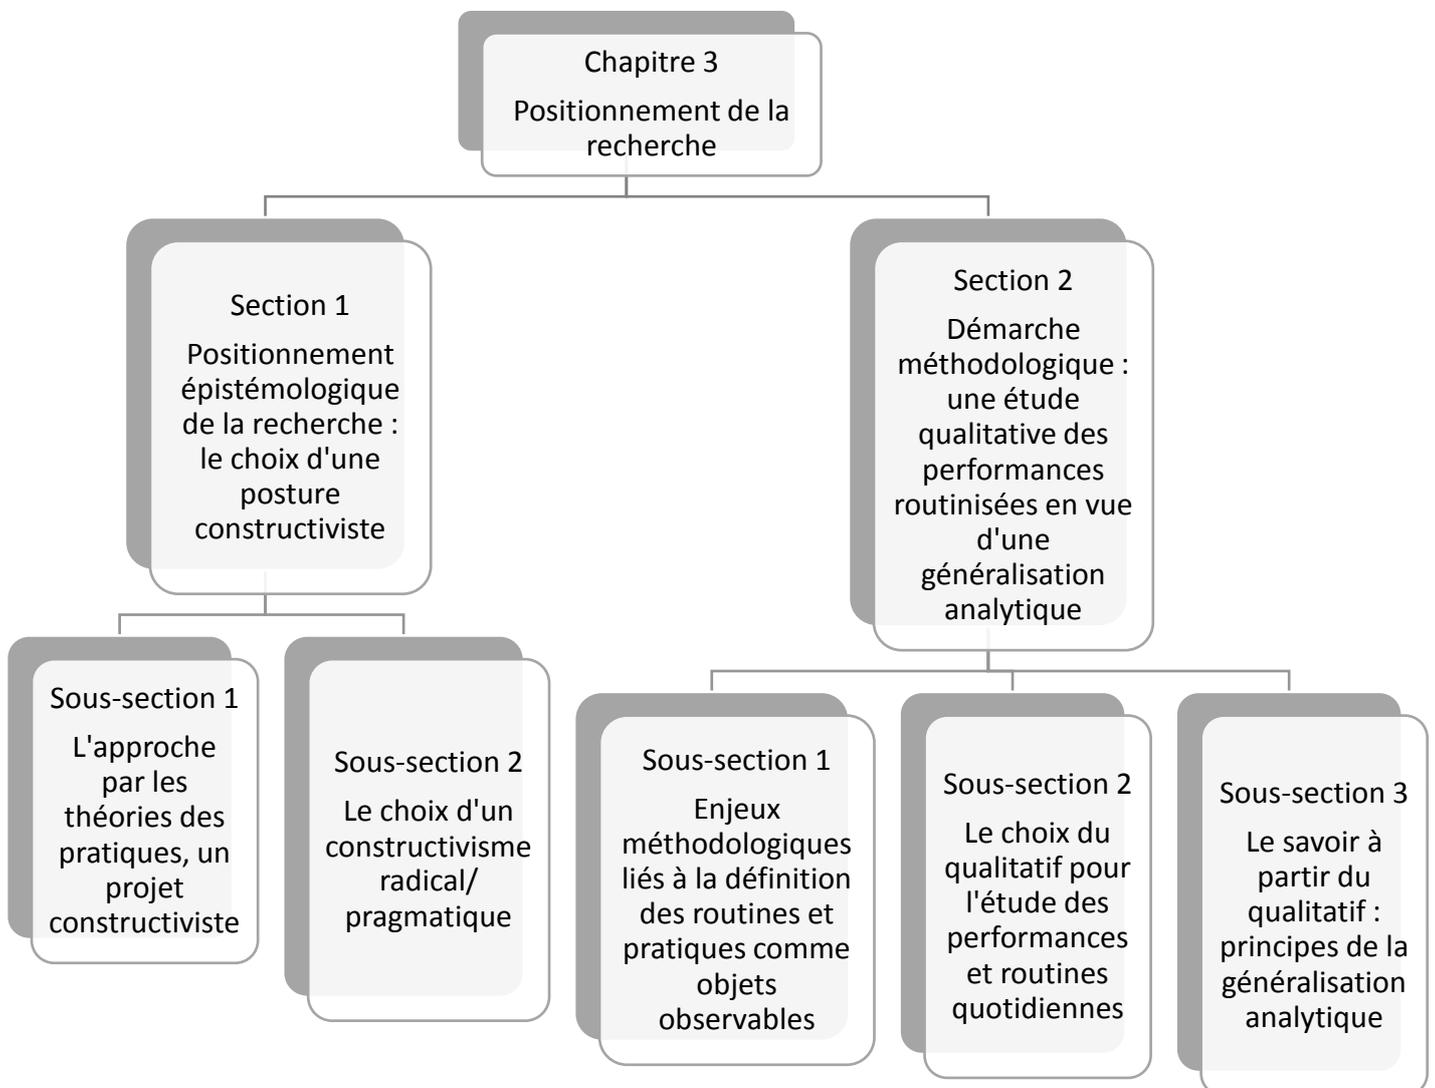 Chapitre 3
Positionnement de la
recherche
Section 1
Positionnement
épistémologique
de la recherche :
le choix d'une
posture
constructiviste
Sous-section 1
L'approche
par les
théories des
pratiques, un
projet
constructiviste
Sous-section 2
Le choix d'un
constructivisme
radical/
pragmatique
Section 2
Démarche
méthodologique :
une étude
qualitative des
performances
routinisées en vue
d'une
généralisation
analytique
Sous-section 1
Enjeux
méthodologiques
liés à la définition
des routines et
pratiques comme
objets
observables
Sous-section 2
Le choix du
qualitatif pour
l'étude des
performances
et routines
quotidiennes
Sous-section 3
Le savoir à
partir du
qualitatif :
principes de la
généralisation
analytique